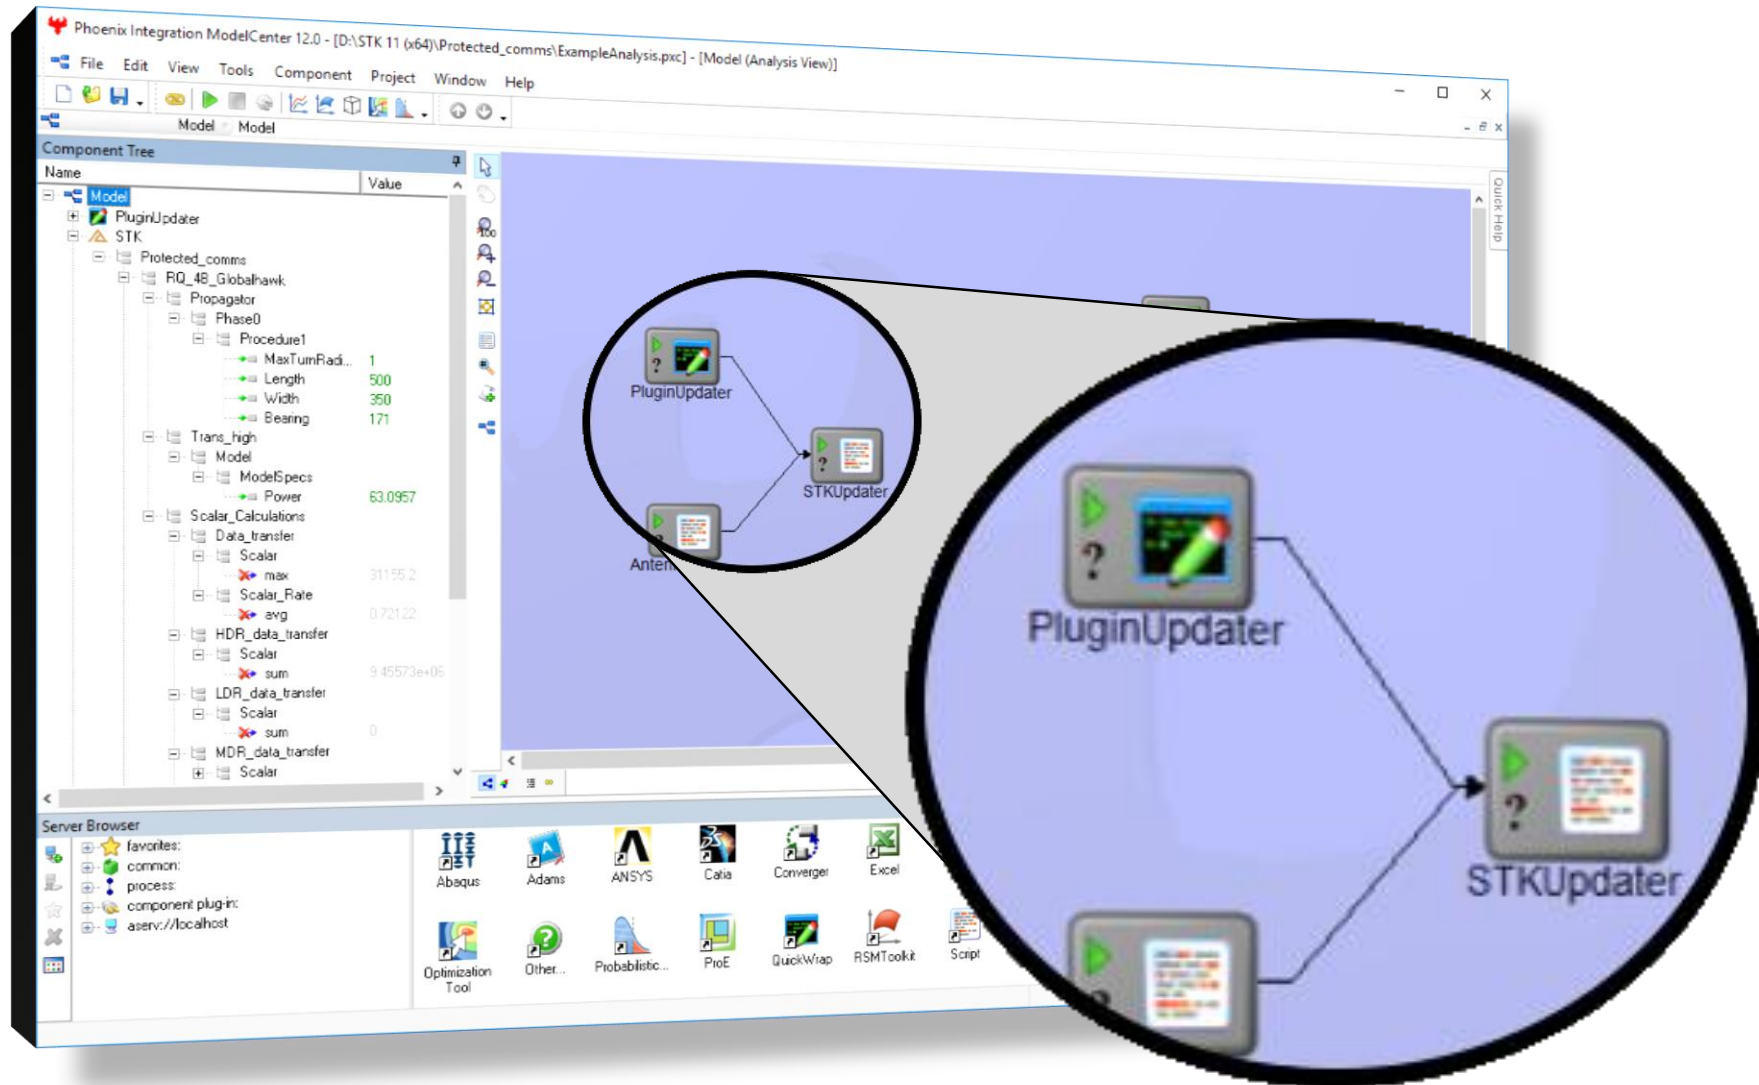 Phoenix Integration ModelCenter 12.0 - [D:\STK 11 (x64)\Protected_comms\ExampleAnalysis.pxc] - [Model (Analysis View)]
File Edit View Tools Component Project Window Help
Model Model
Component Tree
Name Value
Model
PluginUpdater
STK
Protected_comms
RQ_4B_Globalhawk
Propagator
Phase0
Procedure1
MaxTurnRadi... 1
Length 500
Width 350
Bearing 171
Trans_high
Model
ModelSpecs
Power 63.0957
Scalar_Calculations
Data_transfer
Scalar
max 31155.2
Scalar_Rate
avg 0.72122
HDR_data_transfer
Scalar
sum 9.45573e+06
LDR_data_transfer
Scalar
sum 0
MDR_data_transfer
Scalar
100
Quick Help
?
PluginUpdater
?
STKUpdater
Anten
?
PluginUpdater
?
STKUpdater
?
Server Browser
favorites:
common:
process:
component plug-in:
aserv://localhost
Abaqus Adams ANSYS Catia Converger Excel
Optimization Tool Other... Probabilistic... ProE QuickWrap RSMToolkit Script